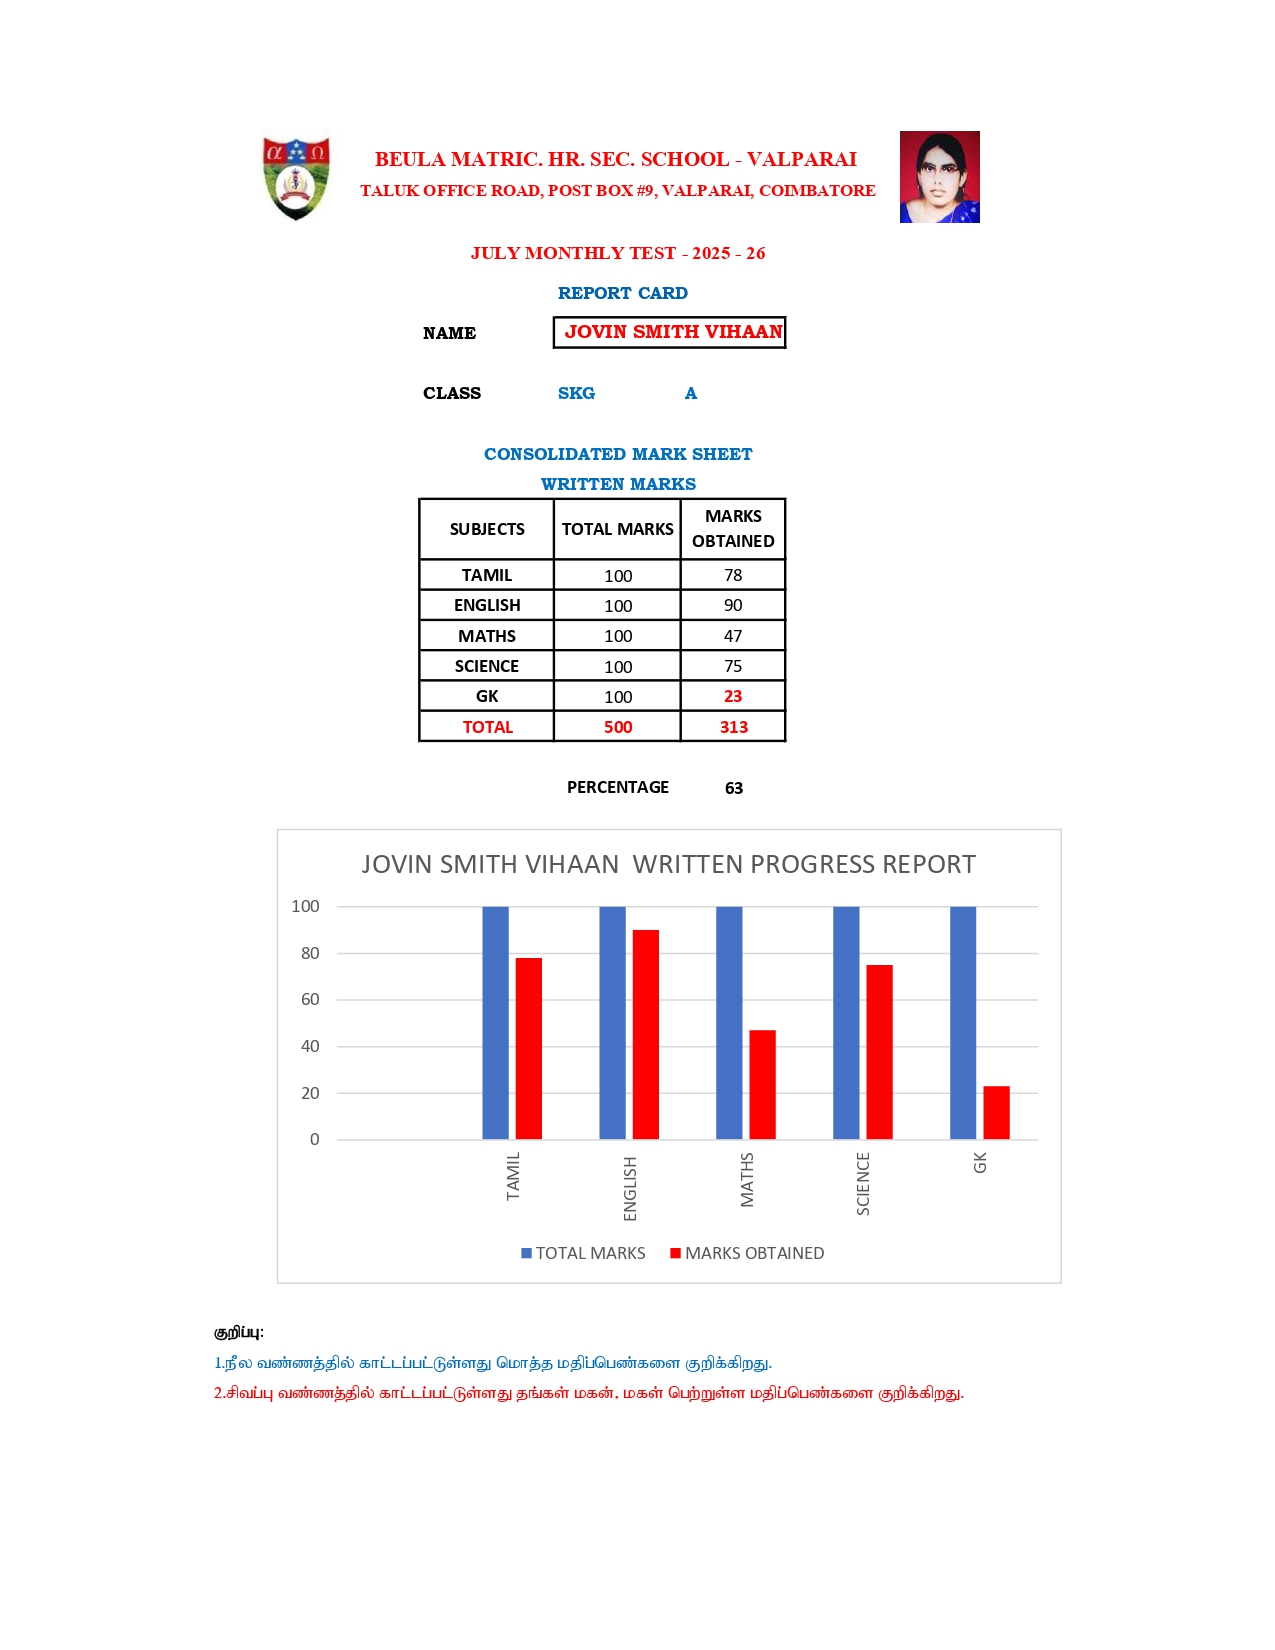 α Ω
BEULA MATRIC. HR. SEC. SCHOOL - VALPARAI
TALUK OFFICE ROAD, POST BOX #9, VALPARAI, COIMBATORE
JULY MONTHLY TEST - 2025 - 26
REPORT CARD
NAME JOVIN SMITH VIHAAN
CLASS SKG A
CONSOLIDATED MARK SHEET
WRITTEN MARKS
SUBJECTS TOTAL MARKS MARKS OBTAINED
TAMIL 100 78
ENGLISH 100 90
MATHS 100 47
SCIENCE 100 75
GK 100 23
TOTAL 500 313
PERCENTAGE 63
JOVIN SMITH VIHAAN WRITTEN PROGRESS REPORT
100
80
60
40
20
0
TAMIL ENGLISH MATHS SCIENCE GK
TOTAL MARKS MARKS OBTAINED
குறிப்பு:
1.நீல வண்ணத்தில் காட்டப்பட்டுள்ளது மொத்த மதிப்பெண்களை குறிக்கிறது.
2.சிவப்பு வண்ணத்தில் காட்டப்பட்டுள்ளது தங்கள் மகன், மகள் பெற்றுள்ள மதிப்பெண்களை குறிக்கிறது.